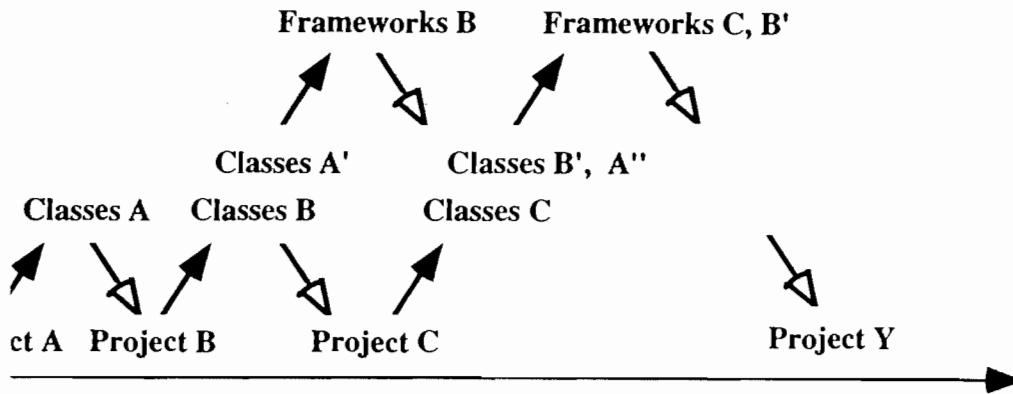 Frameworks B Frameworks C, B'
Classes A' Classes B', A''
Classes A Classes B Classes C
ct A Project B Project C Project Y